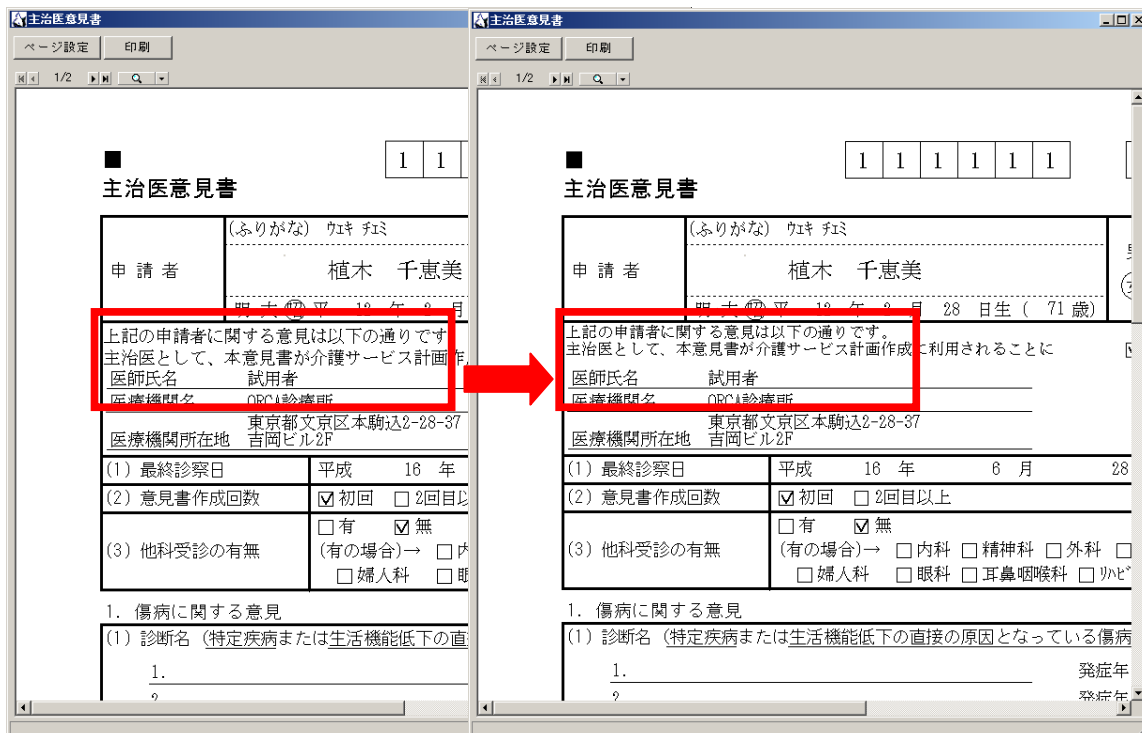 主治医意見書
ページ設定 印刷
1/2
1 1
主治医意見書
(ふりがな) ウエキ チエミ
申請者 植木 千恵美
明 大 昭 平 12 年 2 月
上記の申請者に関する意見は以下の通りです
主治医として、本意見書が介護サービス計画作
医師氏名 試用者
医療機関名 ORCA診療所
東京都文京区本駒込2-28-37
医療機関所在地 吉岡ビル2F
(1) 最終診察日 平成 16 年
(2) 意見書作成回数 ☑初回 □2回目以
□有 ☑無
(3) 他科受診の有無 (有の場合)→ □内
□婦人科 □眼
1. 傷病に関する意見
(1) 診断名 (特定疾病または生活機能低下の直
1.
2
主治医意見書
ページ設定 印刷
1/2
1 1 1 1 1 1
主治医意見書
(ふりがな) ウエキ チエミ
申請者 植木 千恵美
明 大 昭 平 12 年 2 月 28 日生 ( 71 歳)
上記の申請者に関する意見は以下の通りです。
主治医として、本意見書が介護サービス計画作成に利用されることに
医師氏名 試用者
医療機関名 ORCA診療所
東京都文京区本駒込2-28-37
医療機関所在地 吉岡ビル2F
(1) 最終診察日 平成 16 年 6 月 28
(2) 意見書作成回数 ☑初回 □2回目以上
□有 ☑無
(3) 他科受診の有無 (有の場合)→ □内科 □精神科 □外科 □
□婦人科 □眼科 □耳鼻咽喉科 □リハビ
1. 傷病に関する意見
(1) 診断名 (特定疾病または生活機能低下の直接の原因となっている傷病
1. 発症年
2 発症年